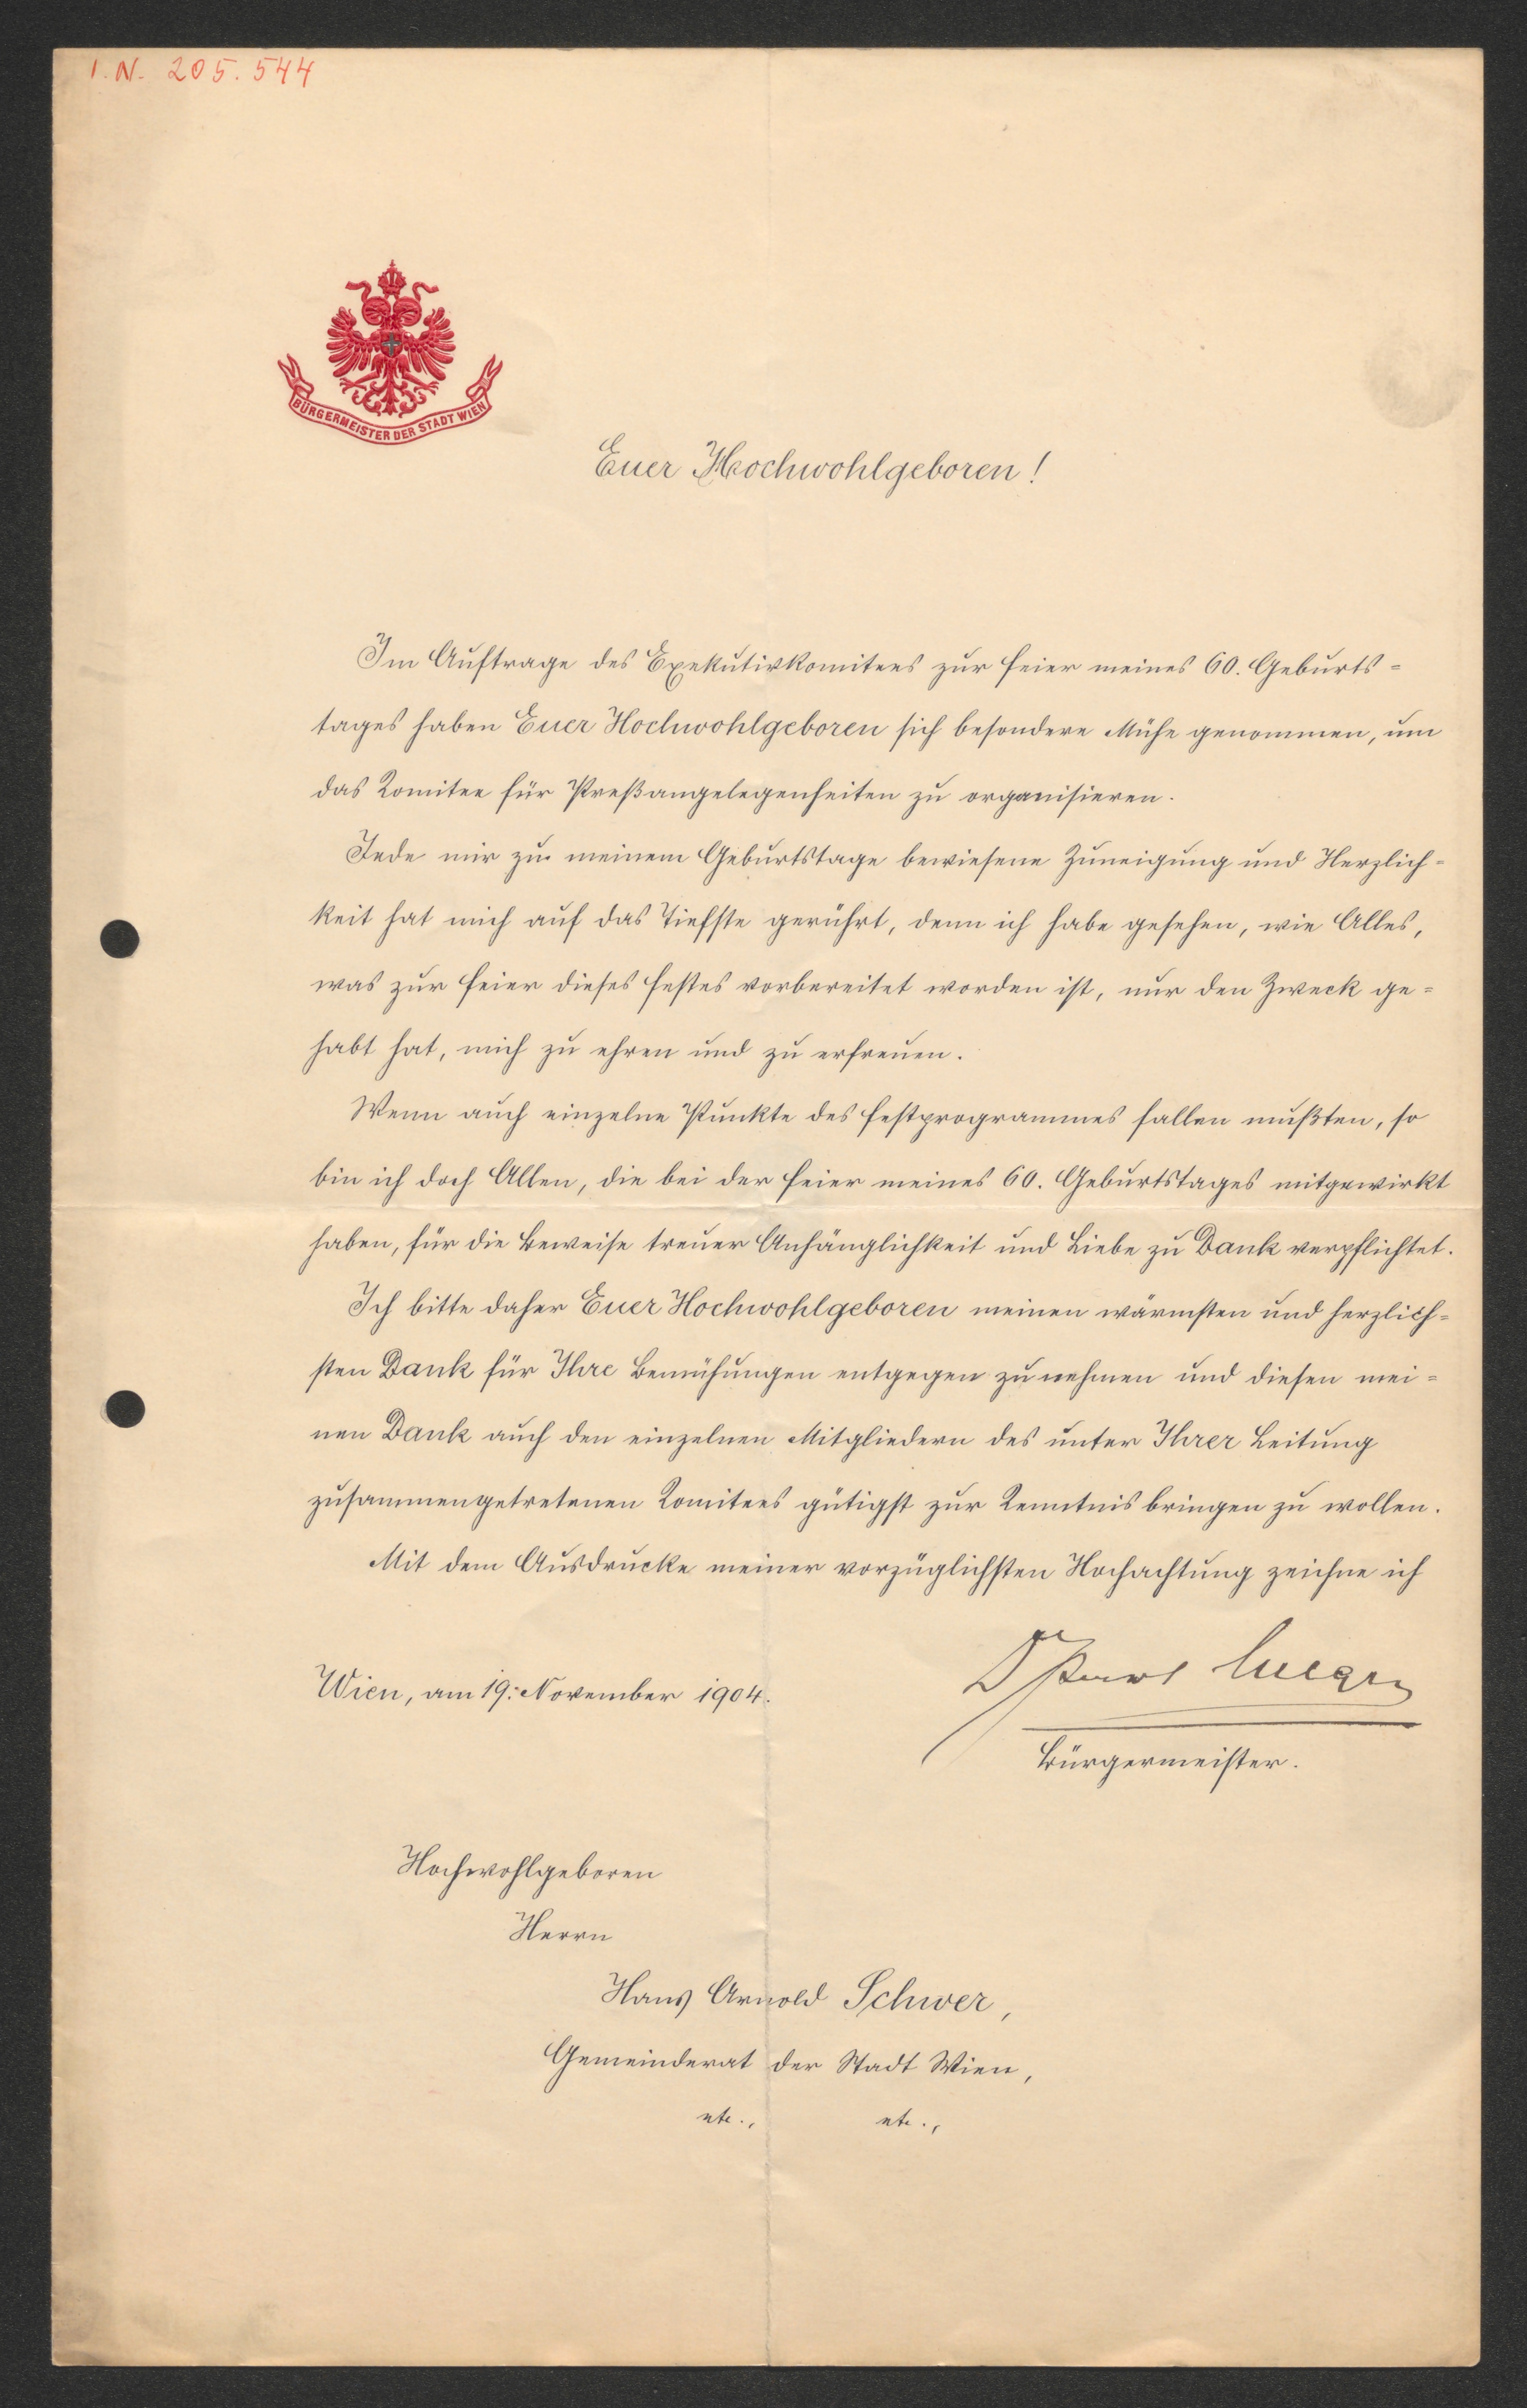 I.N. 205.544
BÜRGERMEISTER DER STADT WIEN
Euer Hochwohlgeboren!
Im Auftrage des Exekutivkomitees zur Feier meines 60. Geburts=
tages haben Euer Hochwohlgeboren sich besondere Mühe genommen, um
das Komitee für Preßangelegenheiten zu organisieren.
Jede mir zu meinem Geburtstage bewiesene Zuneigung und Herzlich=
keit hat mich auf das Tiefste gerührt, denn ich habe gesehen, wie Alles,
was zur Feier dieses Festes vorbereitet worden ist, nur den Zweck ge=
habt hat, mich zu ehren und zu erfreuen.
Wenn auch einzelne Punkte des Festprogrammes fallen mußten, so
bin ich doch Allen, die bei der Feier meines 60. Geburtstages mitgewirkt
haben, für die Beweise treuer Anhänglichkeit und Liebe zu Dank verpflichtet.
Ich bitte daher Euer Hochwohlgeboren meinen wärmsten und herzlich=
sten Dank für Ihre Bemühungen entgegen zu nehmen und diesen mei=
nen Dank auch den einzelnen Mitgliedern des unter Ihrer Leitung
zusammengetretenen Komitees gütigst zur Kenntnis bringen zu wollen.
Mit dem Ausdrucke meiner vorzüglichsten Hochachtung zeichne ich
Dr Karl Lueger
Wien, am 19. November 1904.
Bürgermeister.
Hochwohlgeboren
Herrn
Hans Arnold Schwer,
Gemeinderat der Stadt Wien,
etc., etc.,